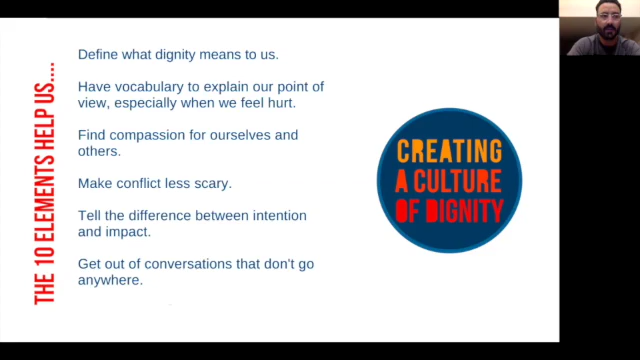 THE 10 ELEMENTS HELP US....
Define what dignity means to us.
Have vocabulary to explain our point of
view, especially when we feel hurt.
Find compassion for ourselves and
others.
Make conflict less scary.
Tell the difference between intention
and impact.
Get out of conversations that don't go
anywhere.
CREATING
A CULTURE
OF DIGNITY